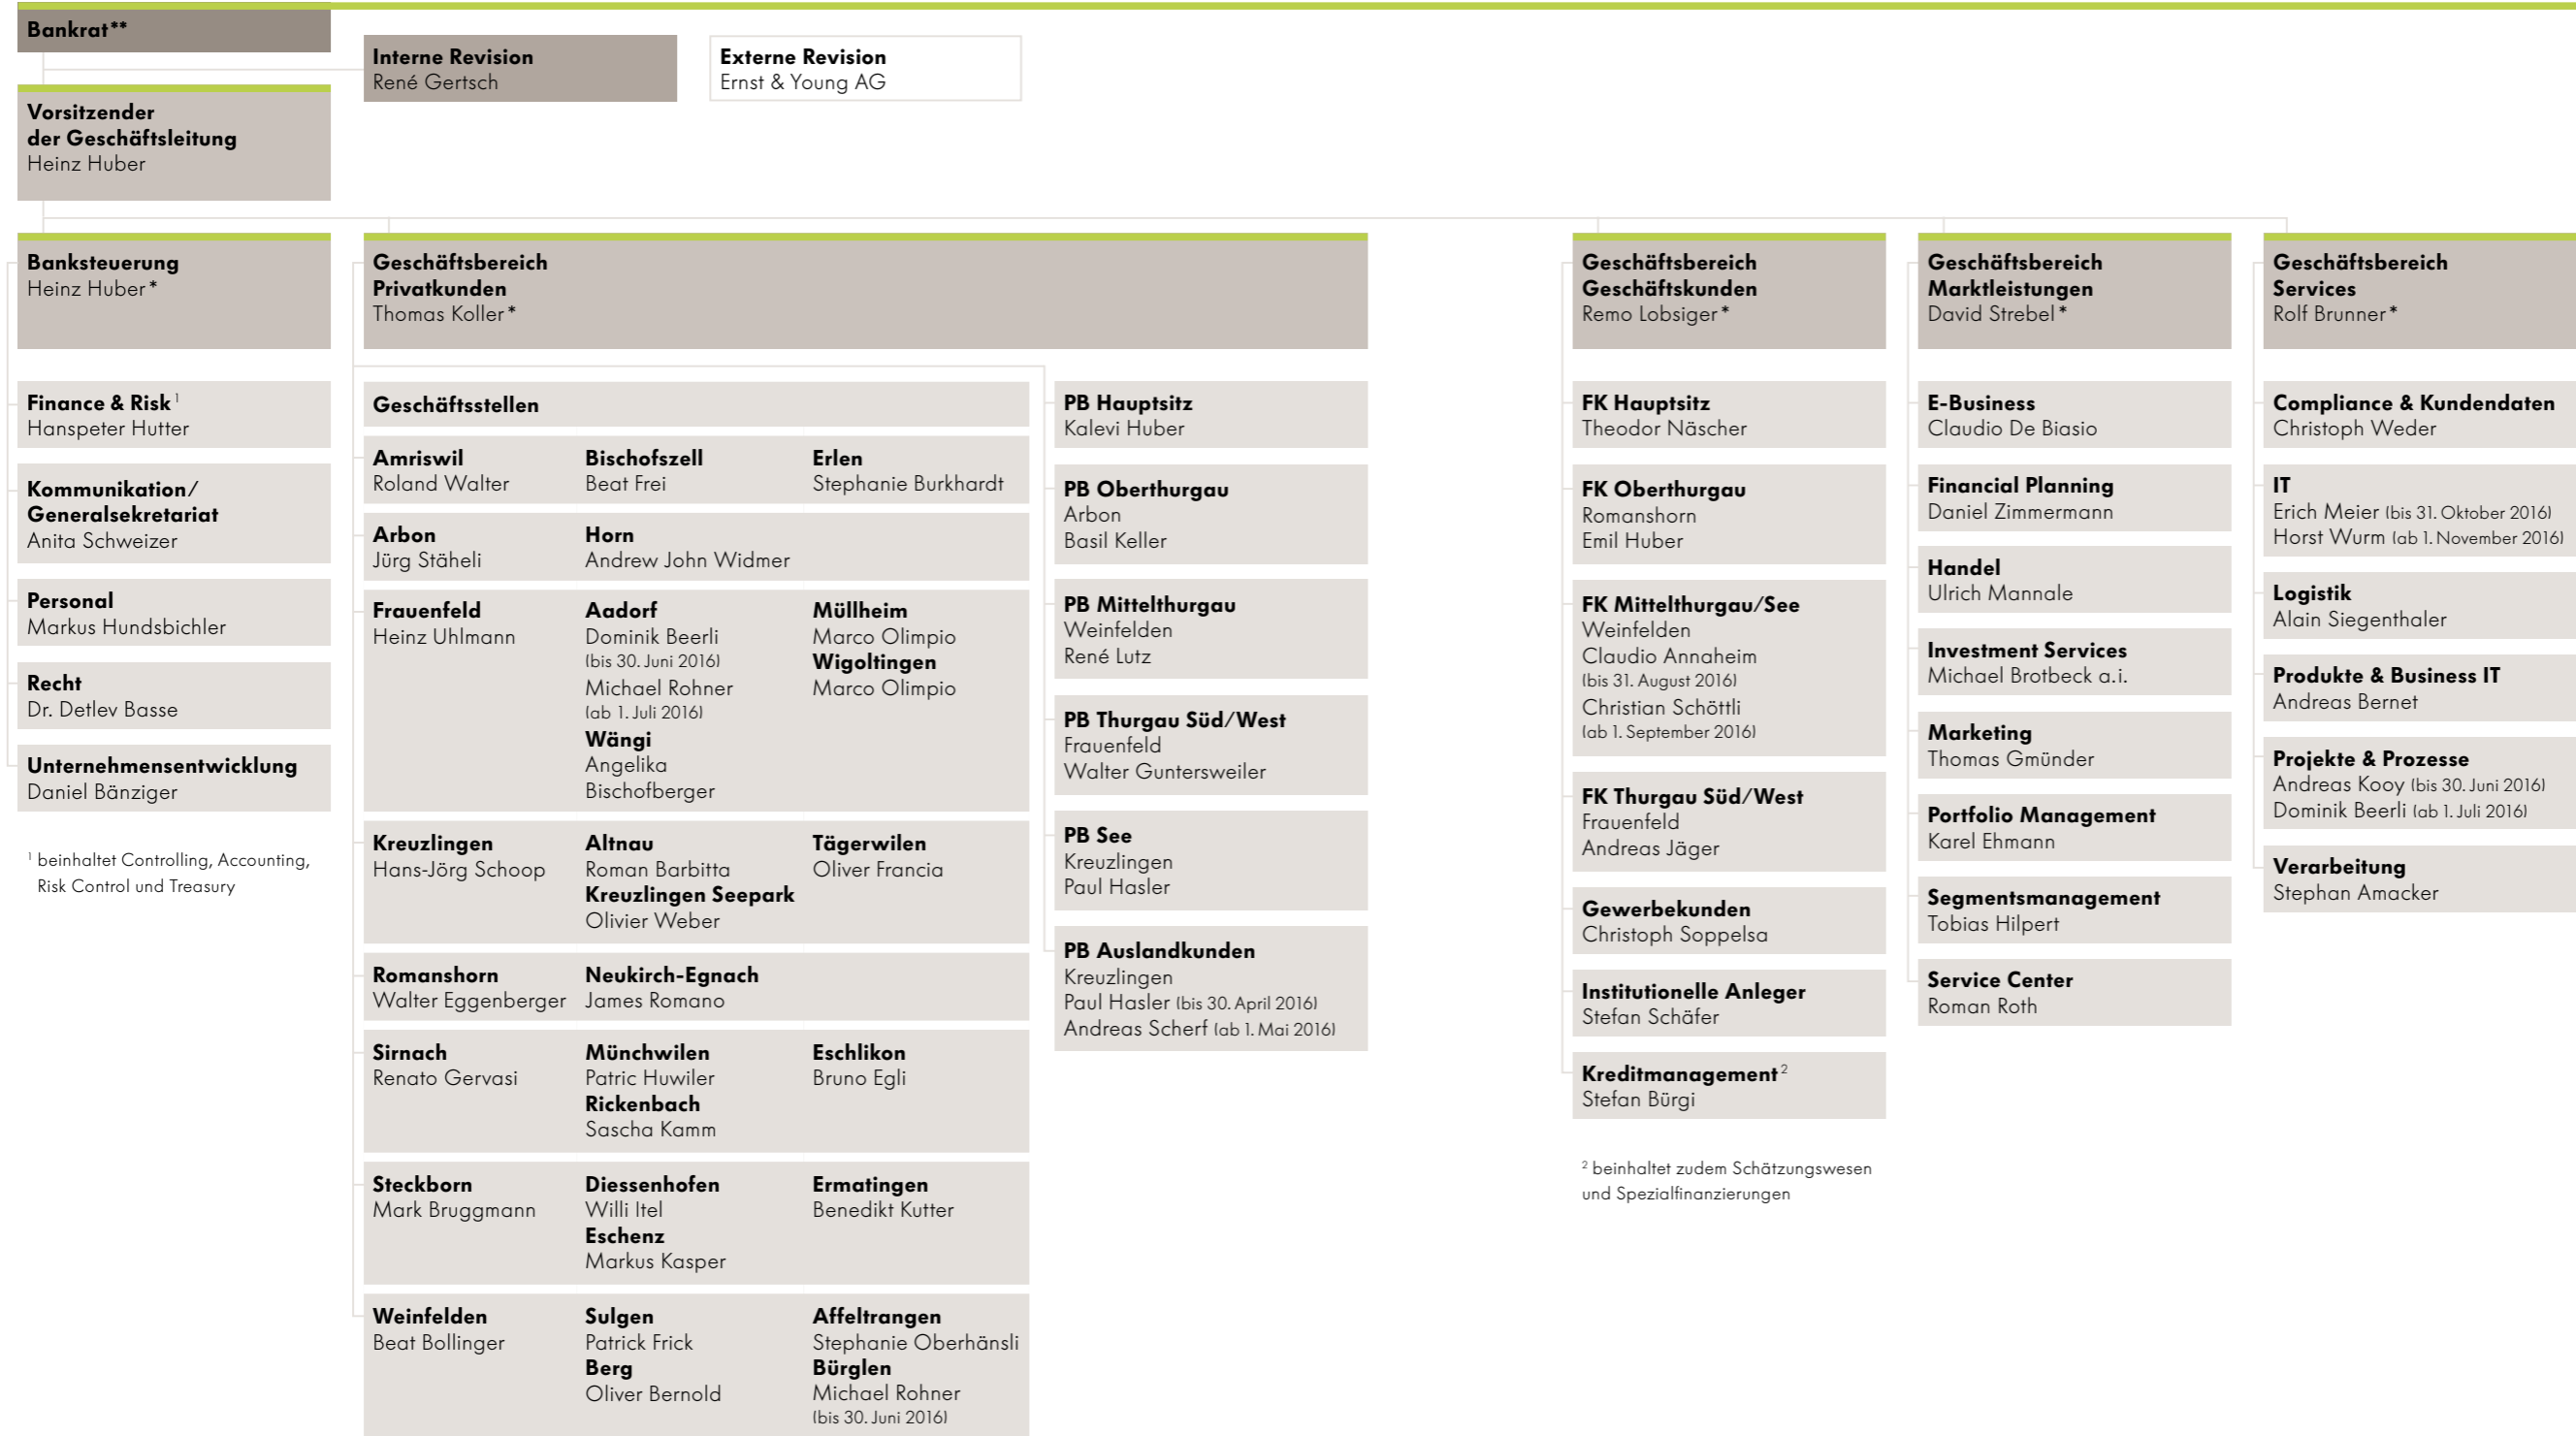 Bankrat**
Interne Revision
René Gertsch
Externe Revision
Ernst & Young AG
Vorsitzender
der Geschäftsleitung
Heinz Huber
Banksteuerung
Heinz Huber*
Finance & Risk¹
Hanspeter Hutter
Kommunikation/
Generalsekretariat
Anita Schweizer
Personal
Markus Hundsbichler
Recht
Dr. Detlev Basse
Unternehmensentwicklung
Daniel Bänziger
¹ beinhaltet Controlling, Accounting,
Risk Control und Treasury
Geschäftsbereich
Privatkunden
Thomas Koller*
Geschäftsstellen
Amriswil
Roland Walter
Bischofszell
Beat Frei
Erlen
Stephanie Burkhardt
Arbon
Jürg Stäheli
Horn
Andrew John Widmer
Frauenfeld
Heinz Uhlmann
Aadorf
Dominik Beerli
(bis 30. Juni 2016)
Michael Rohner
(ab 1. Juli 2016)
Wängi
Angelika
Bischofberger
Müllheim
Marco Olimpio
Wigoltingen
Marco Olimpio
Kreuzlingen
Hans-Jörg Schoop
Altnau
Roman Barbitta
Kreuzlingen Seepark
Olivier Weber
Tägerwilen
Oliver Francia
Romanshorn
Walter Eggenberger
Neukirch-Egnach
James Romano
Sirnach
Renato Gervasi
Münchwilen
Patric Huwiler
Rickenbach
Sascha Kamm
Eschlikon
Bruno Egli
Steckborn
Mark Bruggmann
Diessenhofen
Willi Itel
Eschenz
Markus Kasper
Ermatingen
Benedikt Kutter
Weinfelden
Beat Bollinger
Sulgen
Patrick Frick
Berg
Oliver Bernold
Affeltrangen
Stephanie Oberhänsli
Bürglen
Michael Rohner
(bis 30. Juni 2016)
PB Hauptsitz
Kalevi Huber
PB Oberthurgau
Arbon
Basil Keller
PB Mittelthurgau
Weinfelden
René Lutz
PB Thurgau Süd/West
Frauenfeld
Walter Guntersweiler
PB See
Kreuzlingen
Paul Hasler
PB Auslandkunden
Kreuzlingen
Paul Hasler (bis 30. April 2016)
Andreas Scherf (ab 1. Mai 2016)
Geschäftsbereich
Geschäftskunden
Remo Lobsiger*
FK Hauptsitz
Theodor Näscher
FK Oberthurgau
Romanshorn
Emil Huber
FK Mittelthurgau/See
Weinfelden
Claudio Annaheim
(bis 31. August 2016)
Christian Schöttli
(ab 1. September 2016)
FK Thurgau Süd/West
Frauenfeld
Andreas Jäger
Gewerbekunden
Christoph Soppelsa
Institutionelle Anleger
Stefan Schäfer
Kreditmanagement²
Stefan Bürgi
² beinhaltet zudem Schätzungswesen
und Spezialfinanzierungen
Geschäftsbereich
Marktleistungen
David Strebel*
E-Business
Claudio De Biasio
Financial Planning
Daniel Zimmermann
Handel
Ulrich Mannale
Investment Services
Michael Brotbeck a.i.
Marketing
Thomas Gmünder
Portfolio Management
Karel Ehmann
Segmentsmanagement
Tobias Hilpert
Service Center
Roman Roth
Geschäftsbereich
Services
Rolf Brunner*
Compliance & Kundendaten
Christoph Weder
IT
Erich Meier (bis 31. Oktober 2016)
Horst Wurm (ab 1. November 2016)
Logistik
Alain Siegenthaler
Produkte & Business IT
Andreas Bernet
Projekte & Prozesse
Andreas Kooy (bis 30. Juni 2016)
Dominik Beerli (ab 1. Juli 2016)
Verarbeitung
Stephan Amacker